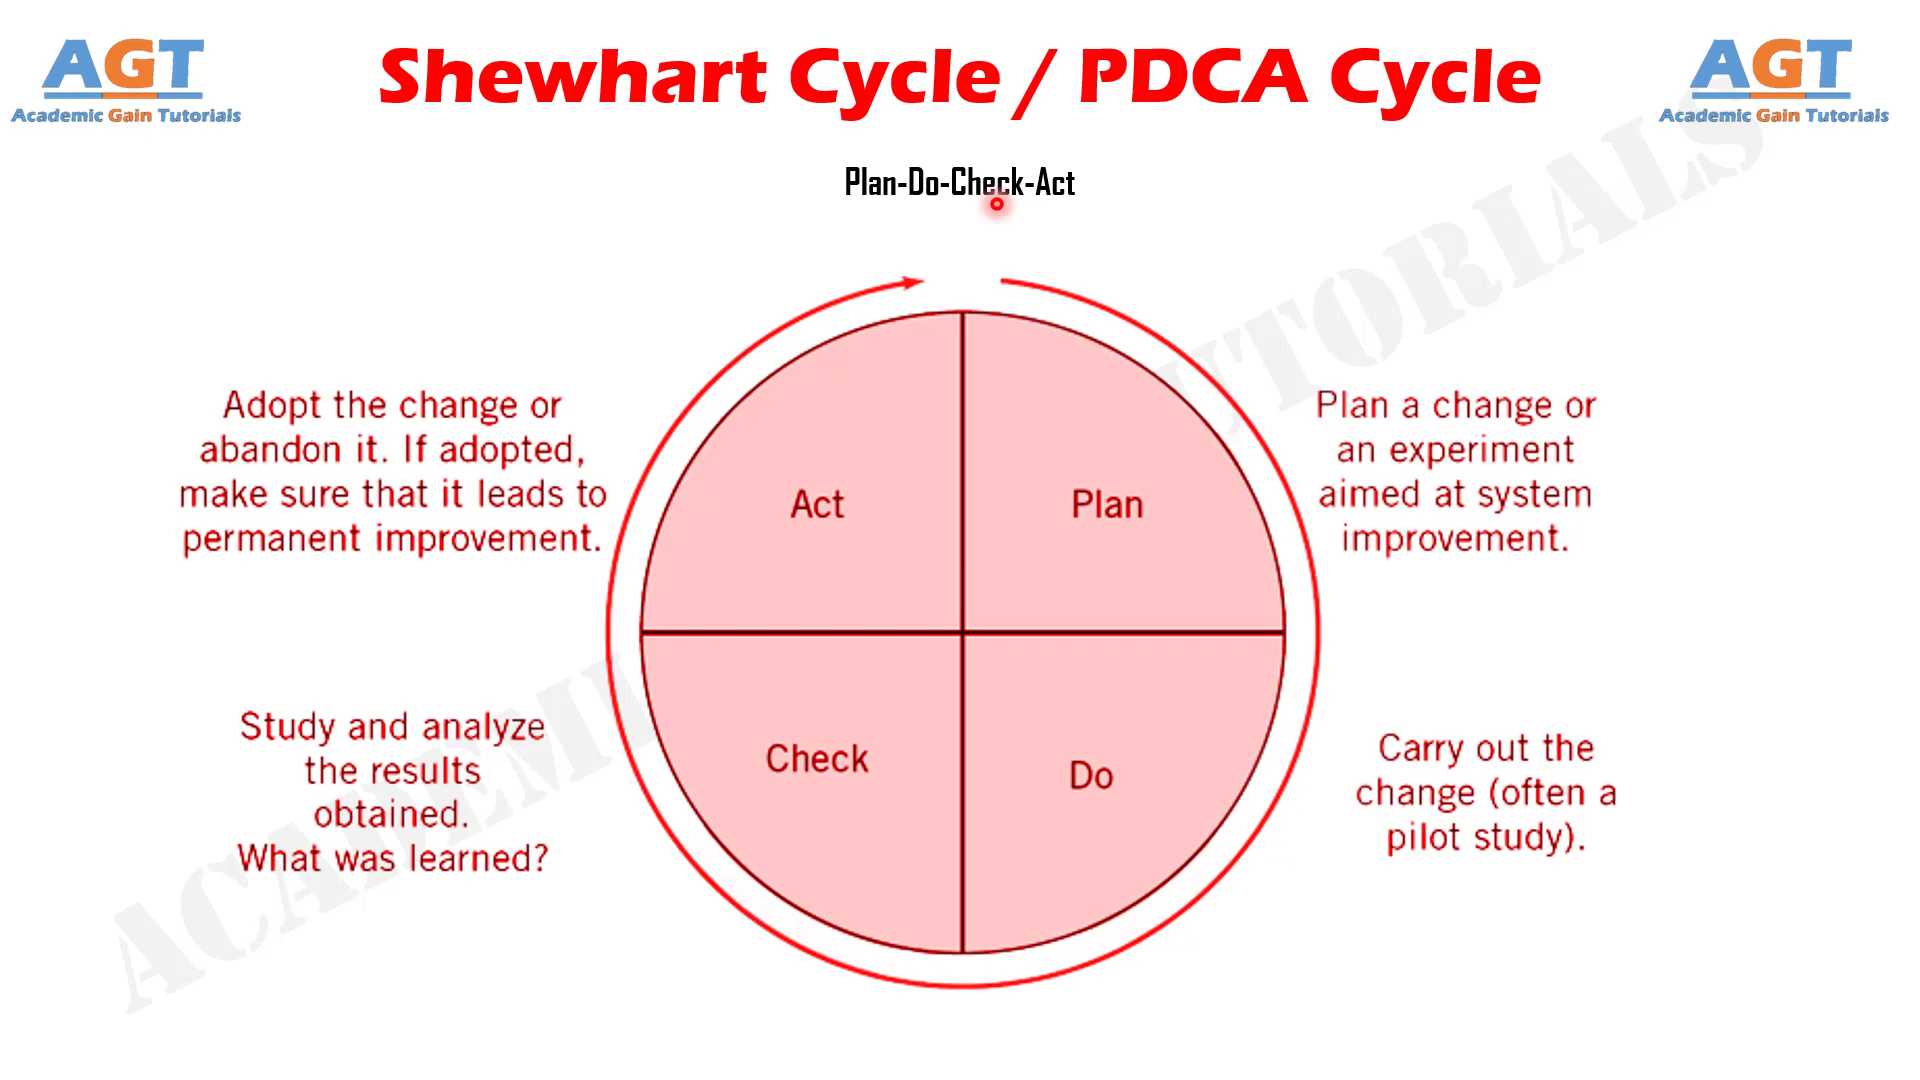 AGT
Academic Gain Tutorials
Shewhart Cycle / PDCA Cycle
AGT
Academic Gain Tutorials
Plan-Do-Check-Act
Adopt the change or
abandon it. If adopted,
make sure that it leads to
permanent improvement.
Act
Plan
Plan a change or
an experiment
aimed at system
improvement.
Study and analyze
the results
obtained.
What was learned?
Check
Do
Carry out the
change (often a
pilot study).